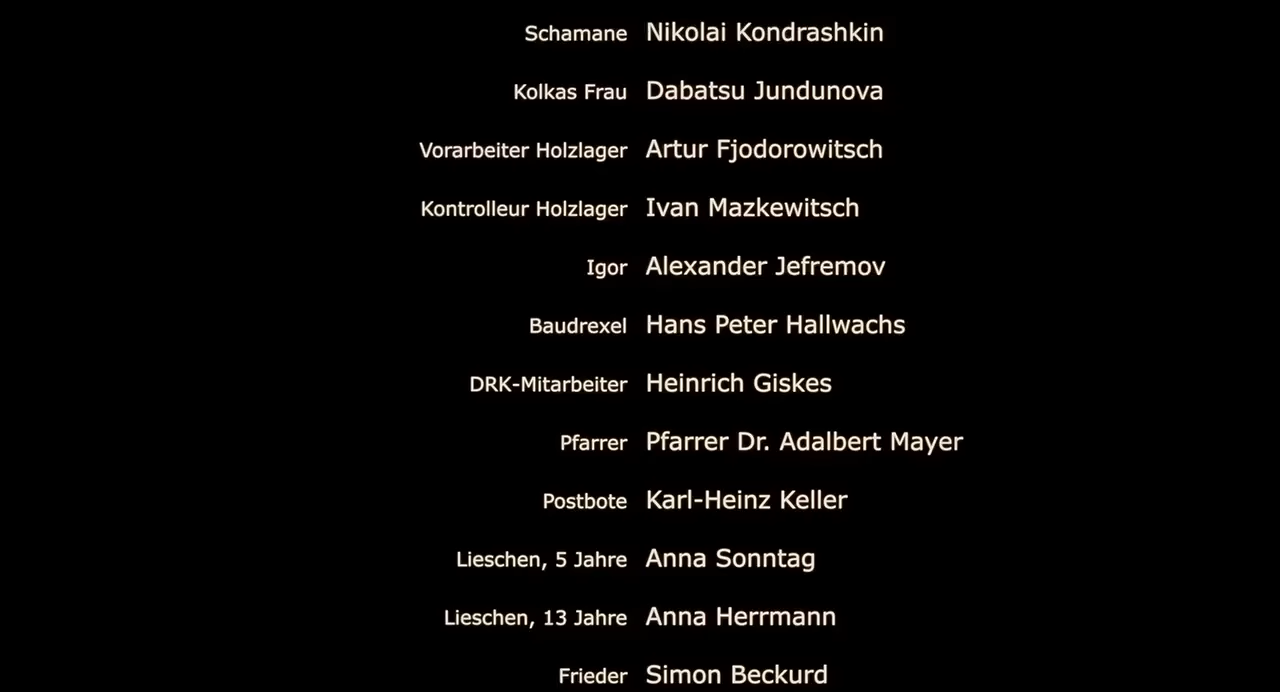 Schamane Nikolai Kondrashkin
Kolkas Frau Dabatsu Jundunova
Vorarbeiter Holzlager Artur Fjodorowitsch
Kontrolleur Holzlager Ivan Mazkewitsch
Igor Alexander Jefremov
Baudrexel Hans Peter Hallwachs
DRK-Mitarbeiter Heinrich Giskes
Pfarrer Pfarrer Dr. Adalbert Mayer
Postbote Karl-Heinz Keller
Lieschen, 5 Jahre Anna Sonntag
Lieschen, 13 Jahre Anna Herrmann
Frieder Simon Beckurd